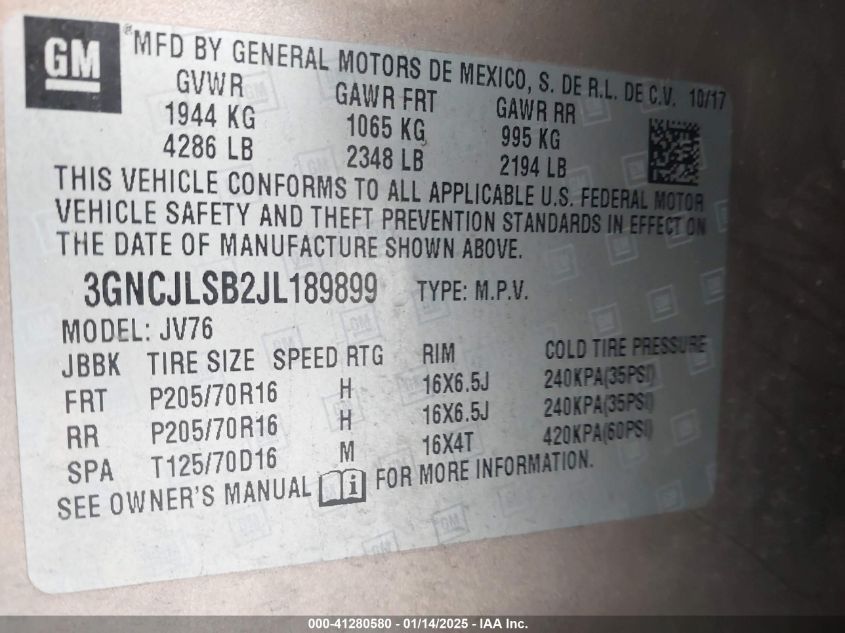 GM
® MFD BY GENERAL MOTORS DE MEXICO, S. DE R.L. DE C.V. 10/17
GVWR GAWR FRT GAWR RR
1944 KG 1065 KG 995 KG
4286 LB 2348 LB 2194 LB
THIS VEHICLE CONFORMS TO ALL APPLICABLE U.S. FEDERAL MOTOR
VEHICLE SAFETY AND THEFT PREVENTION STANDARDS IN EFFECT ON
THE DATE OF MANUFACTURE SHOWN ABOVE.
3GNCJLSB2JL189899 TYPE: M.P.V.
MODEL: JV76
JBBK TIRE SIZE SPEED RTG RIM COLD TIRE PRESSURE
FRT P205/70R16 H 16X6.5J 240KPA(35PSI)
RR P205/70R16 H 16X6.5J 240KPA(35PSI)
SPA T125/70D16 M 16X4T 420KPA(60PSI)
SEE OWNER'S MANUAL i FOR MORE INFORMATION.
000-41280580 - 01/14/2025 - IAA Inc.